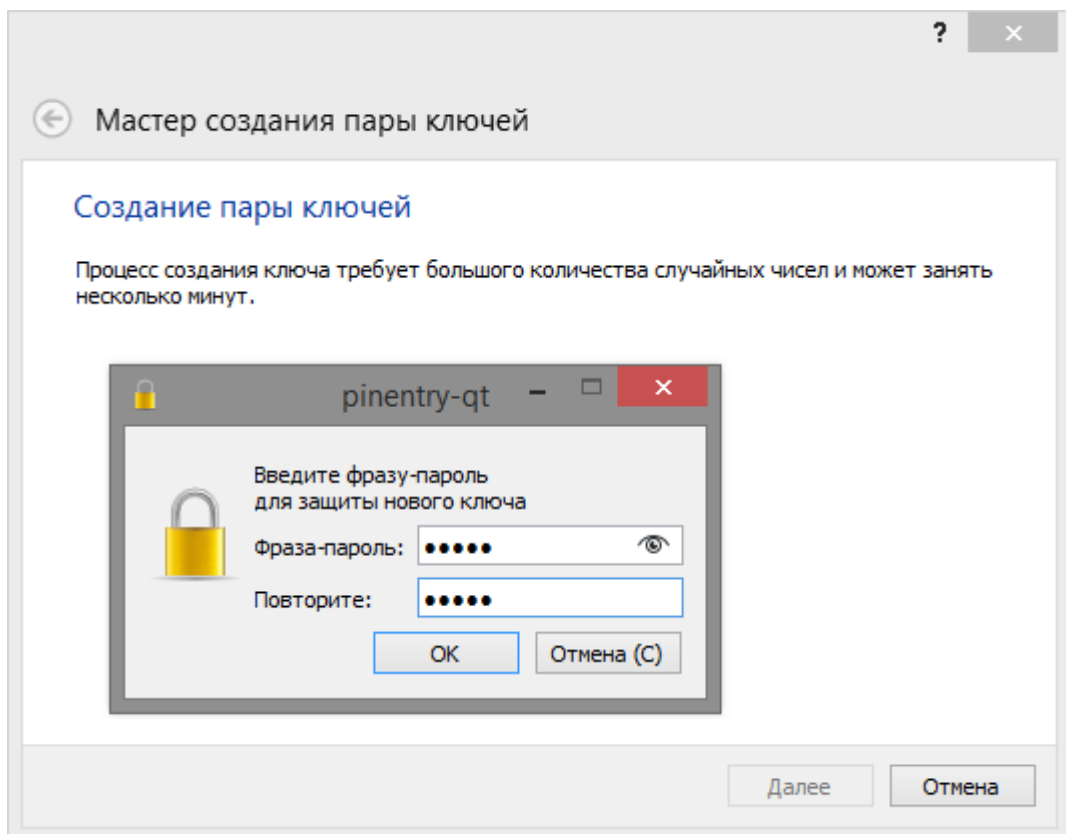 ?
Мастер создания пары ключей
Создание пары ключей
Процесс создания ключа требует большого количества случайных чисел и может занять
несколько минут.
pinentry-qt
Введите фразу-пароль
для защиты нового ключа
Фраза-пароль: •••••
Повторите: •••••
OK Отмена (C)
Далее Отмена